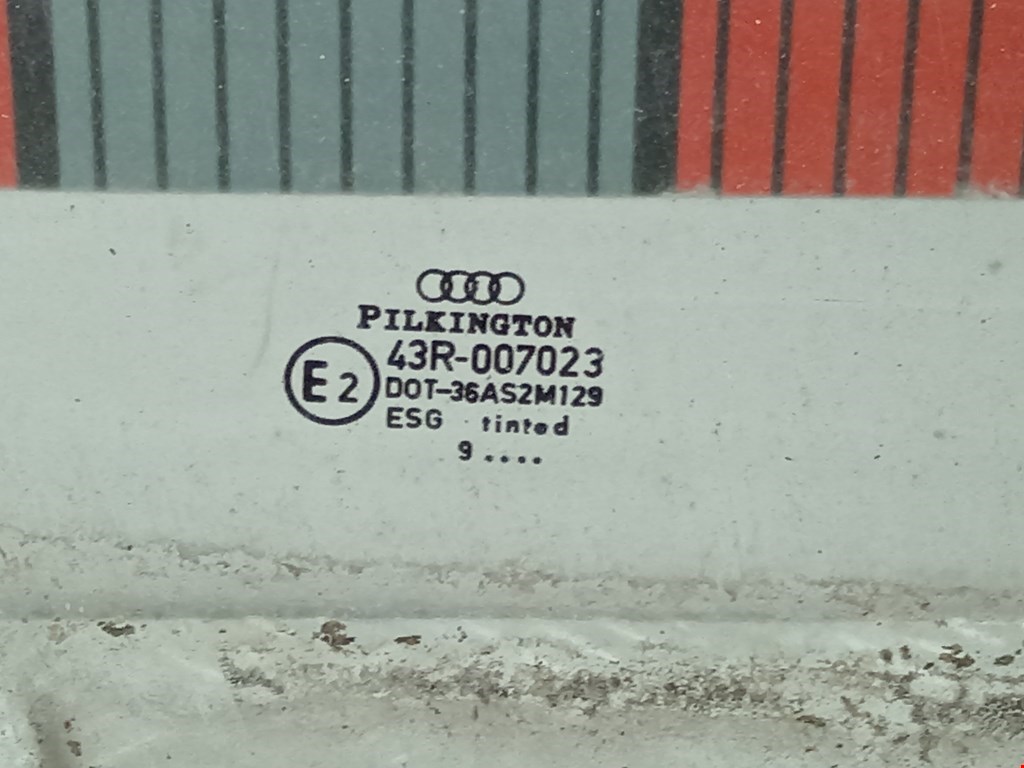 PILKINGTON
43R-007023
E2
DOT-36AS2M129
ESG tinted
9 ....